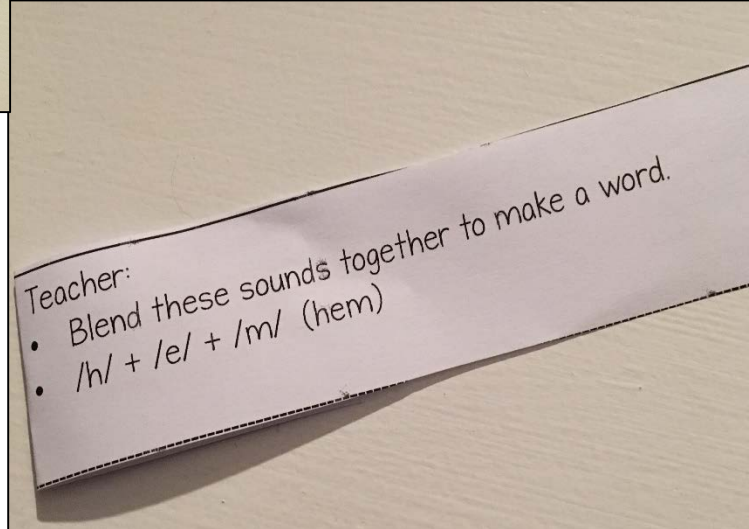 Teacher:
• Blend these sounds together to make a word.
• /h/ + /e/ + /m/ (hem)